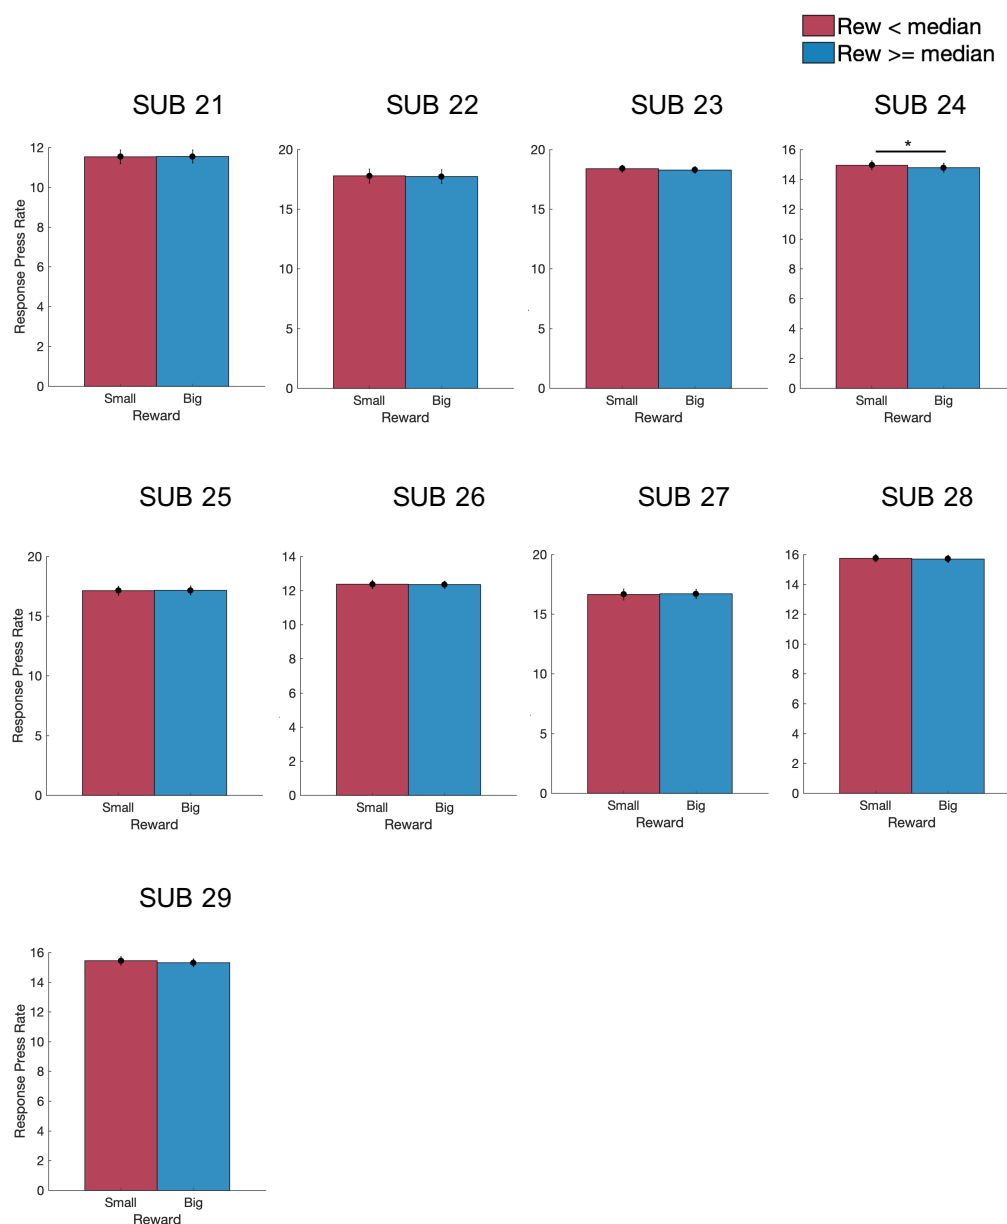 Rew < median
Rew >= median
SUB 21
SUB 22
SUB 23
SUB 24
12
10
8
6
4
2
0
Response Press Rate
Small
Big
Reward
20
15
10
5
0
Small
Big
Reward
20
15
10
5
0
Small
Big
Reward
16
14
12
10
8
6
4
2
0
*
Small
Big
Reward
SUB 25
SUB 26
SUB 27
SUB 28
20
15
10
5
0
Response Press Rate
Small
Big
Reward
14
12
10
8
6
4
2
0
Small
Big
Reward
20
15
10
5
0
Small
Big
Reward
16
14
12
10
8
6
4
2
0
Small
Big
Reward
SUB 29
16
14
12
10
8
6
4
2
0
Response Press Rate
Small
Big
Reward